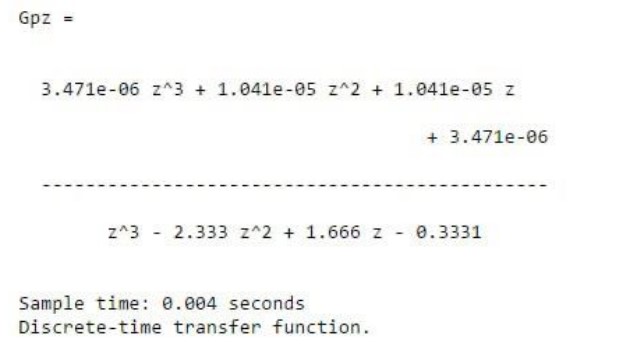 Gpz =
3.471e-06 z^3 + 1.041e-05 z^2 + 1.041e-05 z
+ 3.471e-06
----------------------------------------------
z^3 - 2.333 z^2 + 1.666 z - 0.3331
Sample time: 0.004 seconds
Discrete-time transfer function.